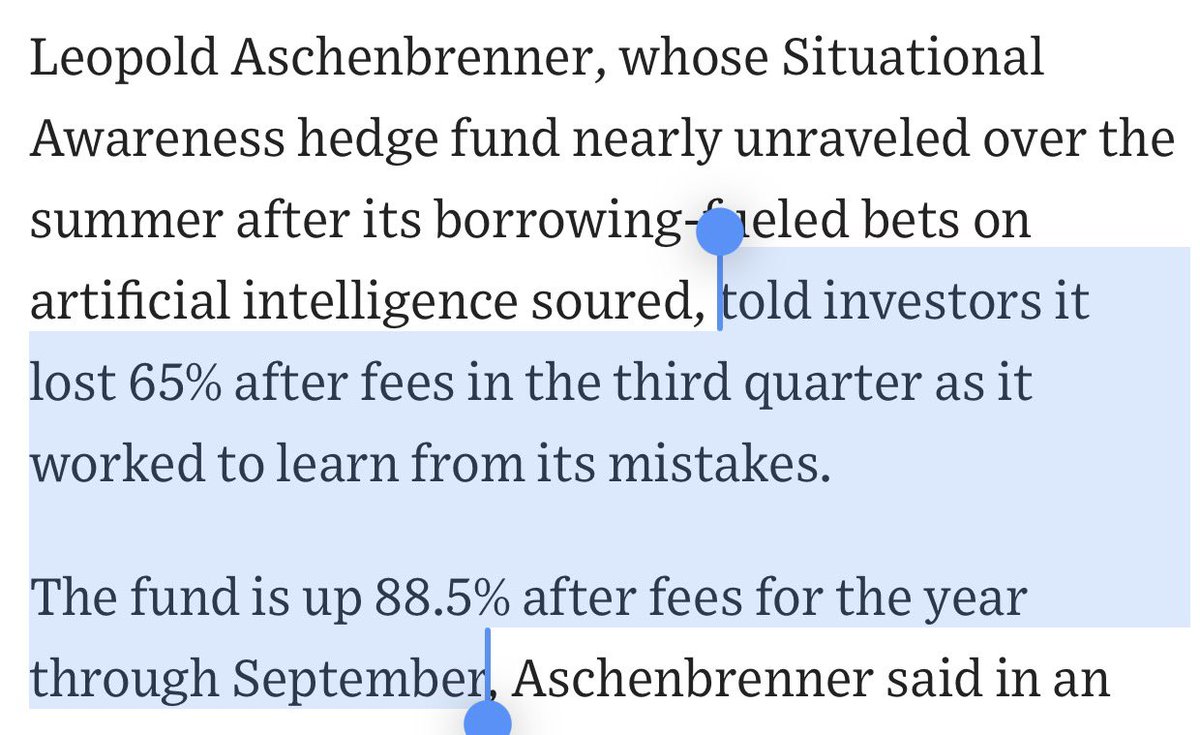 Leopold Aschenbrenner, whose Situational
Awareness hedge fund nearly unraveled over the
summer after its borrowing-fueled bets on
artificial intelligence soured, told investors it
lost 65% after fees in the third quarter as it
worked to learn from its mistakes.
The fund is up 88.5% after fees for the year
through September, Aschenbrenner said in an